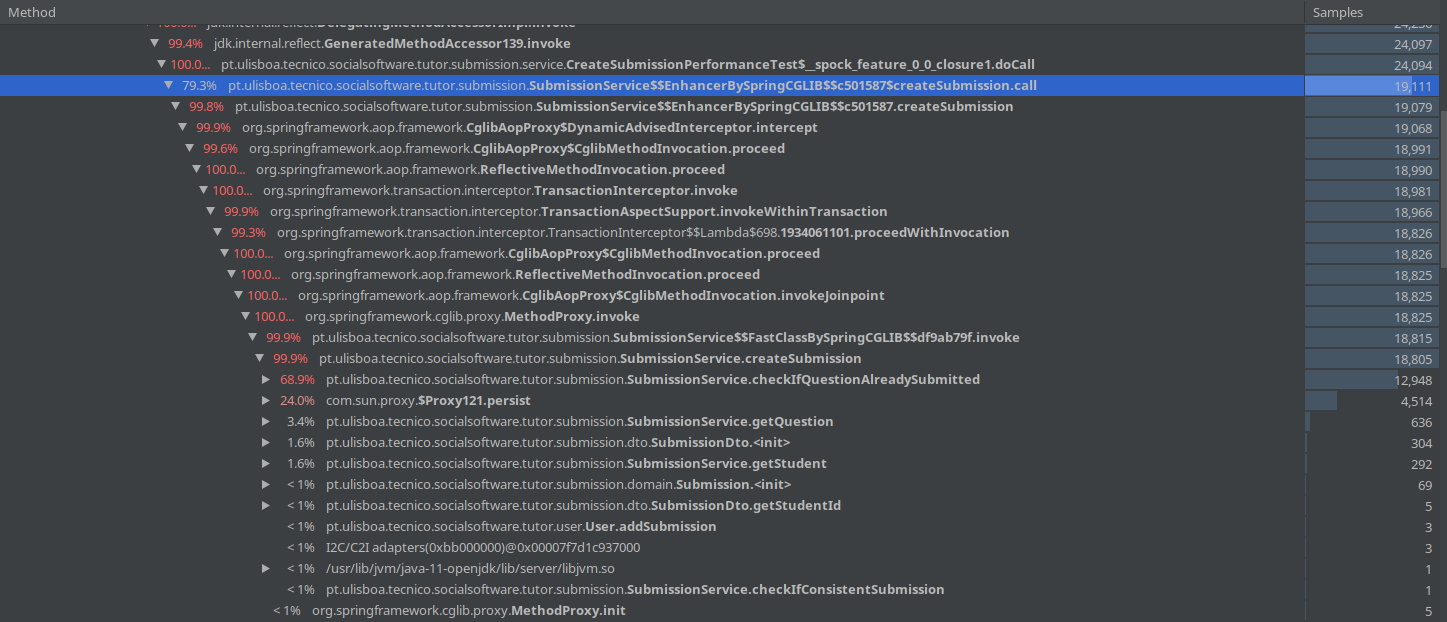 Method Samples
100.0... jdk.internal.reflect.DelegatingMethodAccessorImpl.invoke 24,236
99.4% jdk.internal.reflect.GeneratedMethodAccessor139.invoke 24,097
100.0... pt.ulisboa.tecnico.socialsoftware.tutor.submission.service.CreateSubmissionPerformanceTest$__spock_feature_0_0_closure1.doCall 24,094
79.3% pt.ulisboa.tecnico.socialsoftware.tutor.submission.SubmissionService$$EnhancerBySpringCGLIB$$c501587$createSubmission.call 19,111
99.8% pt.ulisboa.tecnico.socialsoftware.tutor.submission.SubmissionService$$EnhancerBySpringCGLIB$$c501587.createSubmission 19,079
99.9% org.springframework.aop.framework.CglibAopProxy$DynamicAdvisedInterceptor.intercept 19,068
99.6% org.springframework.aop.framework.CglibAopProxy$CglibMethodInvocation.proceed 18,991
100.0... org.springframework.aop.framework.ReflectiveMethodInvocation.proceed 18,990
100.0... org.springframework.transaction.interceptor.TransactionInterceptor.invoke 18,981
99.9% org.springframework.transaction.interceptor.TransactionAspectSupport.invokeWithinTransaction 18,966
99.3% org.springframework.transaction.interceptor.TransactionInterceptor$$Lambda$698.1934061101.proceedWithInvocation 18,826
100.0... org.springframework.aop.framework.CglibAopProxy$CglibMethodInvocation.proceed 18,826
100.0... org.springframework.aop.framework.ReflectiveMethodInvocation.proceed 18,825
100.0... org.springframework.aop.framework.CglibAopProxy$CglibMethodInvocation.invokeJoinpoint 18,825
100.0... org.springframework.cglib.proxy.MethodProxy.invoke 18,825
99.9% pt.ulisboa.tecnico.socialsoftware.tutor.submission.SubmissionService$$FastClassBySpringCGLIB$$df9ab79f.invoke 18,815
99.9% pt.ulisboa.tecnico.socialsoftware.tutor.submission.SubmissionService.createSubmission 18,805
68.9% pt.ulisboa.tecnico.socialsoftware.tutor.submission.SubmissionService.checkIfQuestionAlreadySubmitted 12,948
24.0% com.sun.proxy.$Proxy121.persist 4,514
3.4% pt.ulisboa.tecnico.socialsoftware.tutor.submission.SubmissionService.getQuestion 636
1.6% pt.ulisboa.tecnico.socialsoftware.tutor.submission.dto.SubmissionDto.<init> 304
1.6% pt.ulisboa.tecnico.socialsoftware.tutor.submission.SubmissionService.getStudent 292
< 1% pt.ulisboa.tecnico.socialsoftware.tutor.submission.domain.Submission.<init> 69
< 1% pt.ulisboa.tecnico.socialsoftware.tutor.submission.dto.SubmissionDto.getStudentId 5
< 1% pt.ulisboa.tecnico.socialsoftware.tutor.user.User.addSubmission 3
< 1% I2C/C2I adapters(0xbb000000)@0x00007f7d1c937000 3
< 1% /usr/lib/jvm/java-11-openjdk/lib/server/libjvm.so 1
< 1% pt.ulisboa.tecnico.socialsoftware.tutor.submission.SubmissionService.checkIfConsistentSubmission 1
< 1% org.springframework.cglib.proxy.MethodProxy.init 5